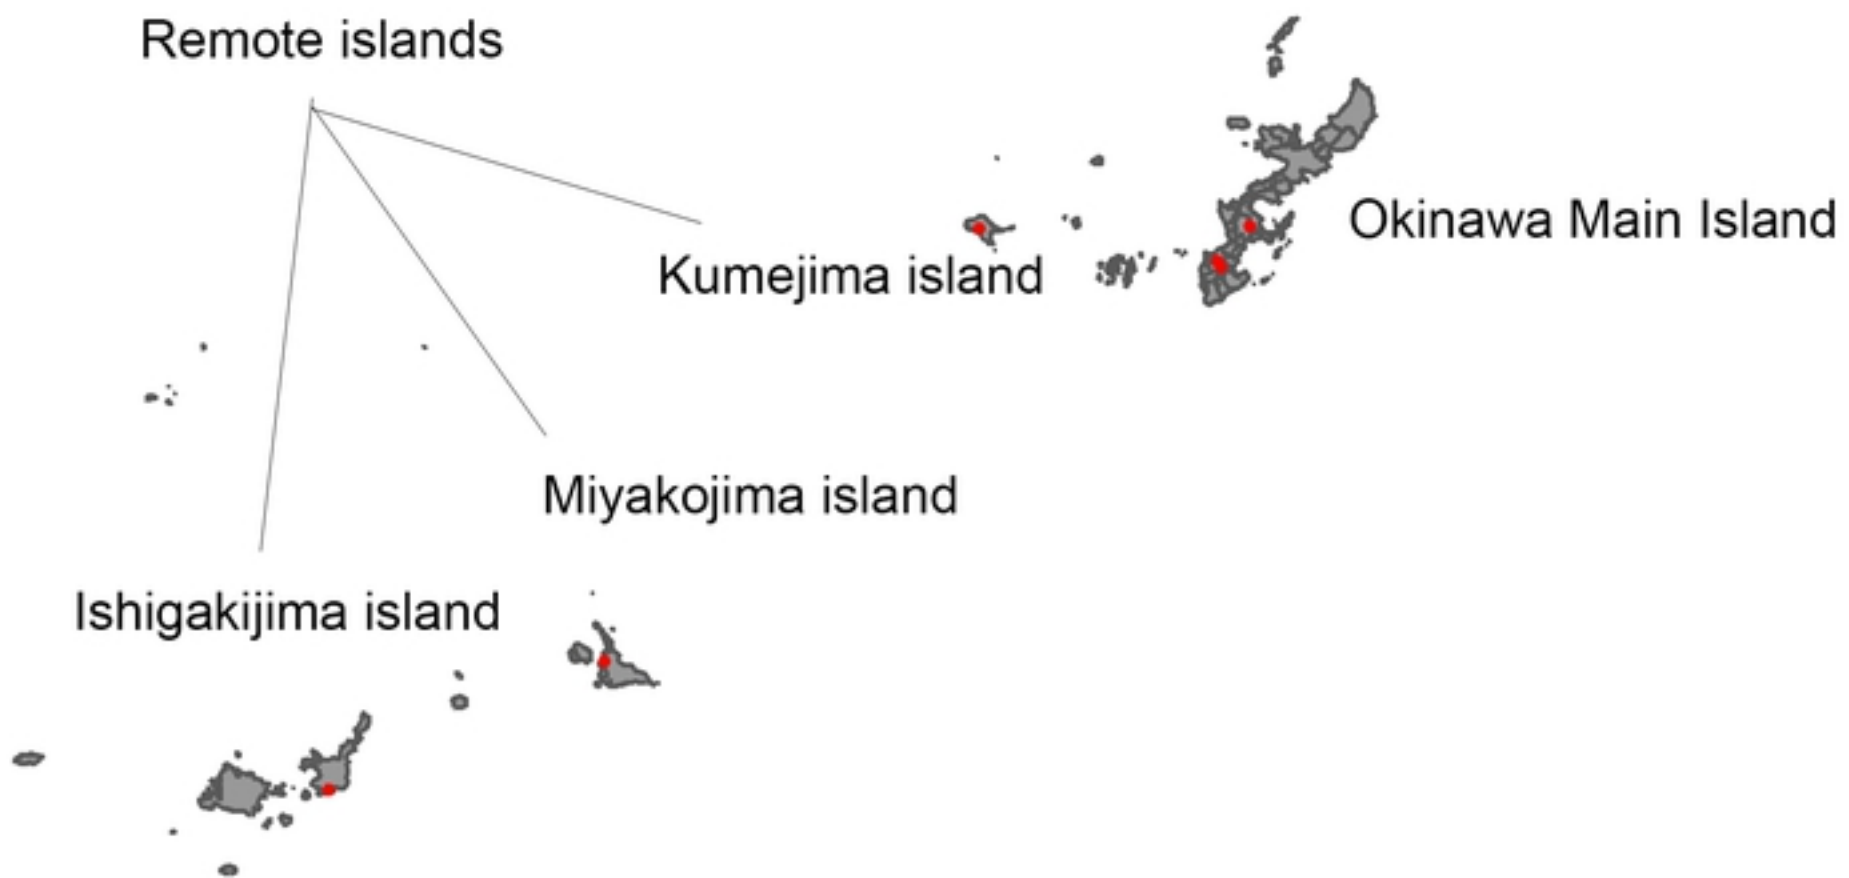 Remote islands
Okinawa Main Island
Kumejima island
Miyakojima island
Ishigakijima island